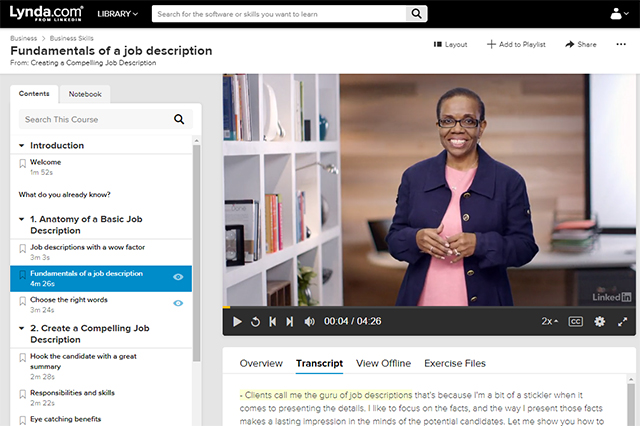 Lynda.com
FROM LINKEDIN
LIBRARY
Search for the software or skills you want to learn
Business > Business Skills
Fundamentals of a job description
From: Creating a Compelling Job Description
Layout
Add to Playlist
Share
Contents
Notebook
Search This Course
Introduction
Welcome
1m 52s
What do you already know?
1. Anatomy of a Basic Job
Description
Job descriptions with a wow factor
3m 3s
Fundamentals of a job description
4m 26s
Choose the right words
3m 24s
2. Create a Compelling Job
Description
Hook the candidate with a great
summary
2m 28s
Responsibilities and skills
2m 22s
Eye catching benefits
LinkedIn
00:04 / 04:26
2x
CC
Overview
Transcript
View Offline
Exercise Files
- Clients call me the guru of job descriptions that's because I'm a bit of a stickler when it
comes to presenting the details. I like to focus on the facts, and the way I present those facts
makes a lasting impression in the minds of the potential candidates. Let me show you how to